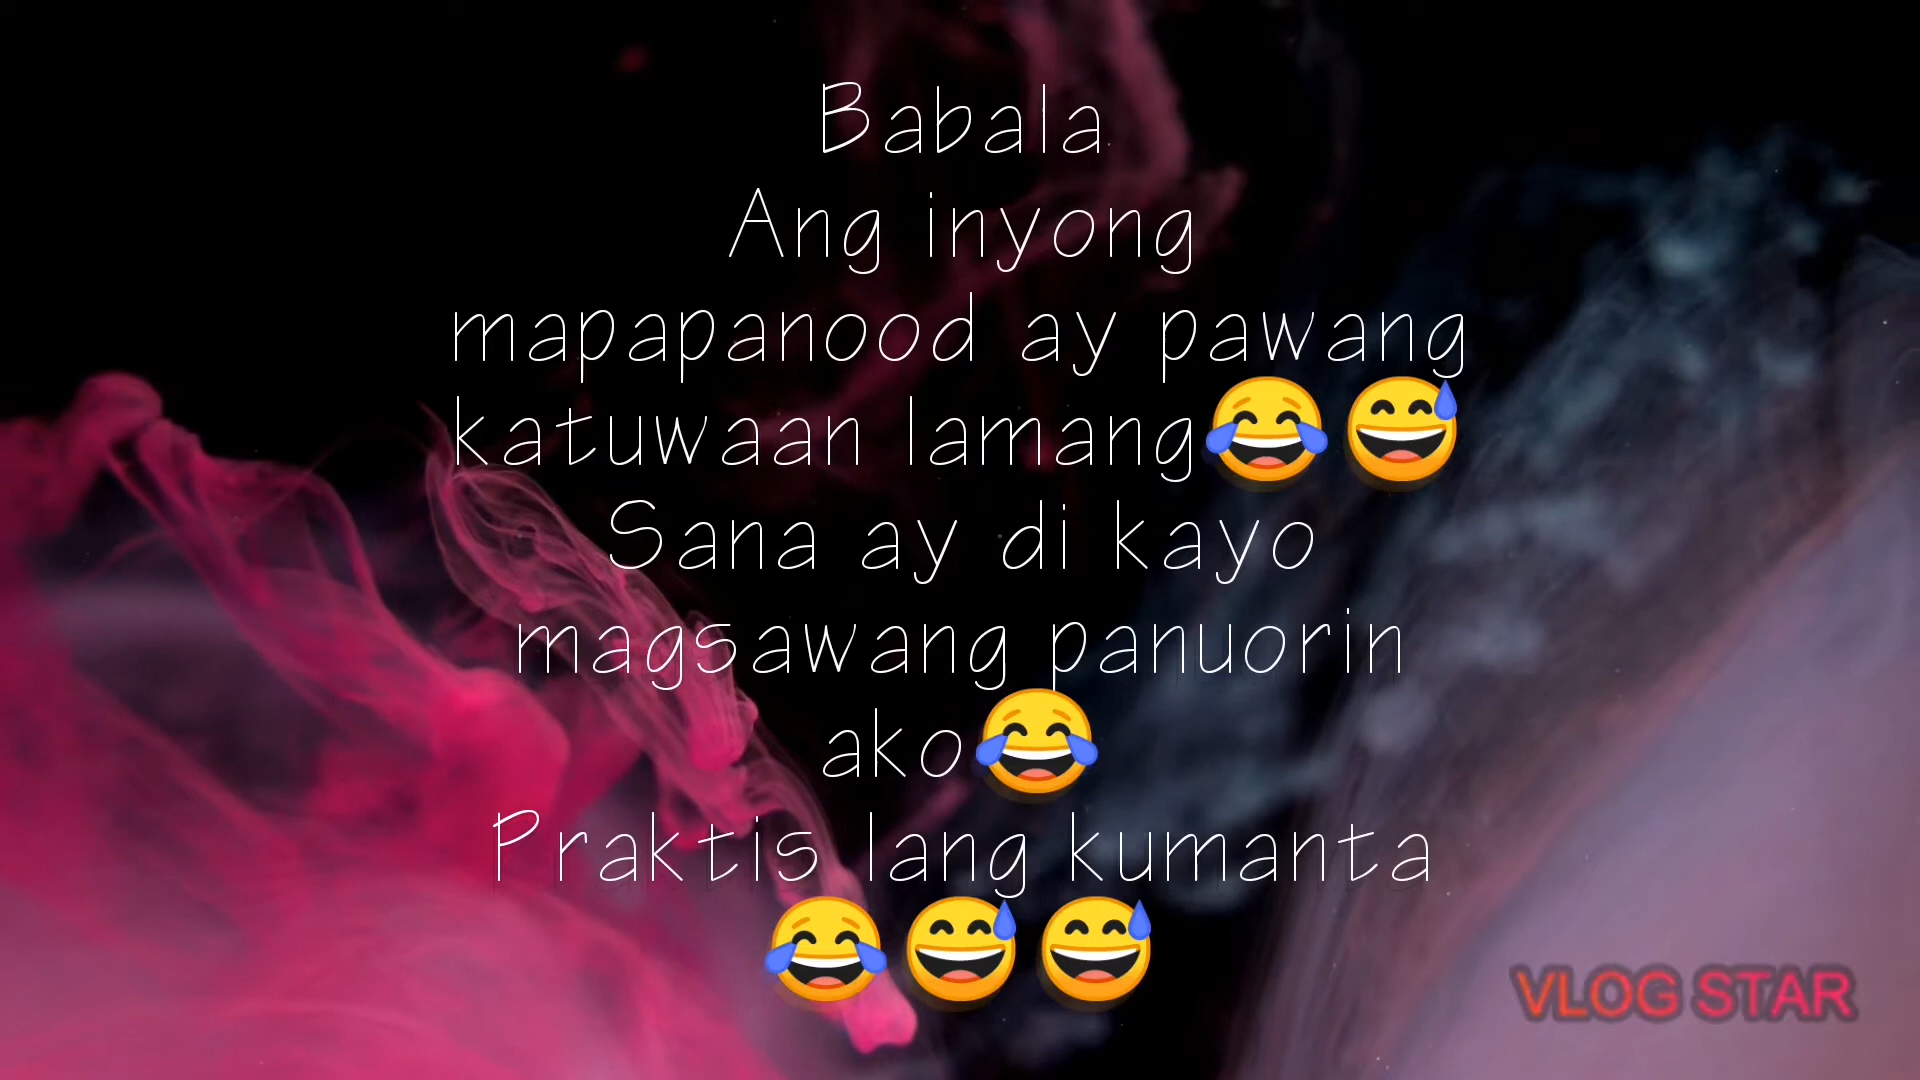 Babala
Ang inyong
mapapanood ay pawang
katuwaan lamang😂😅
Sana ay di kayo
magsawang panuorin
ako😂
Praktis lang kumanta
😂😅😅
VLOG STAR